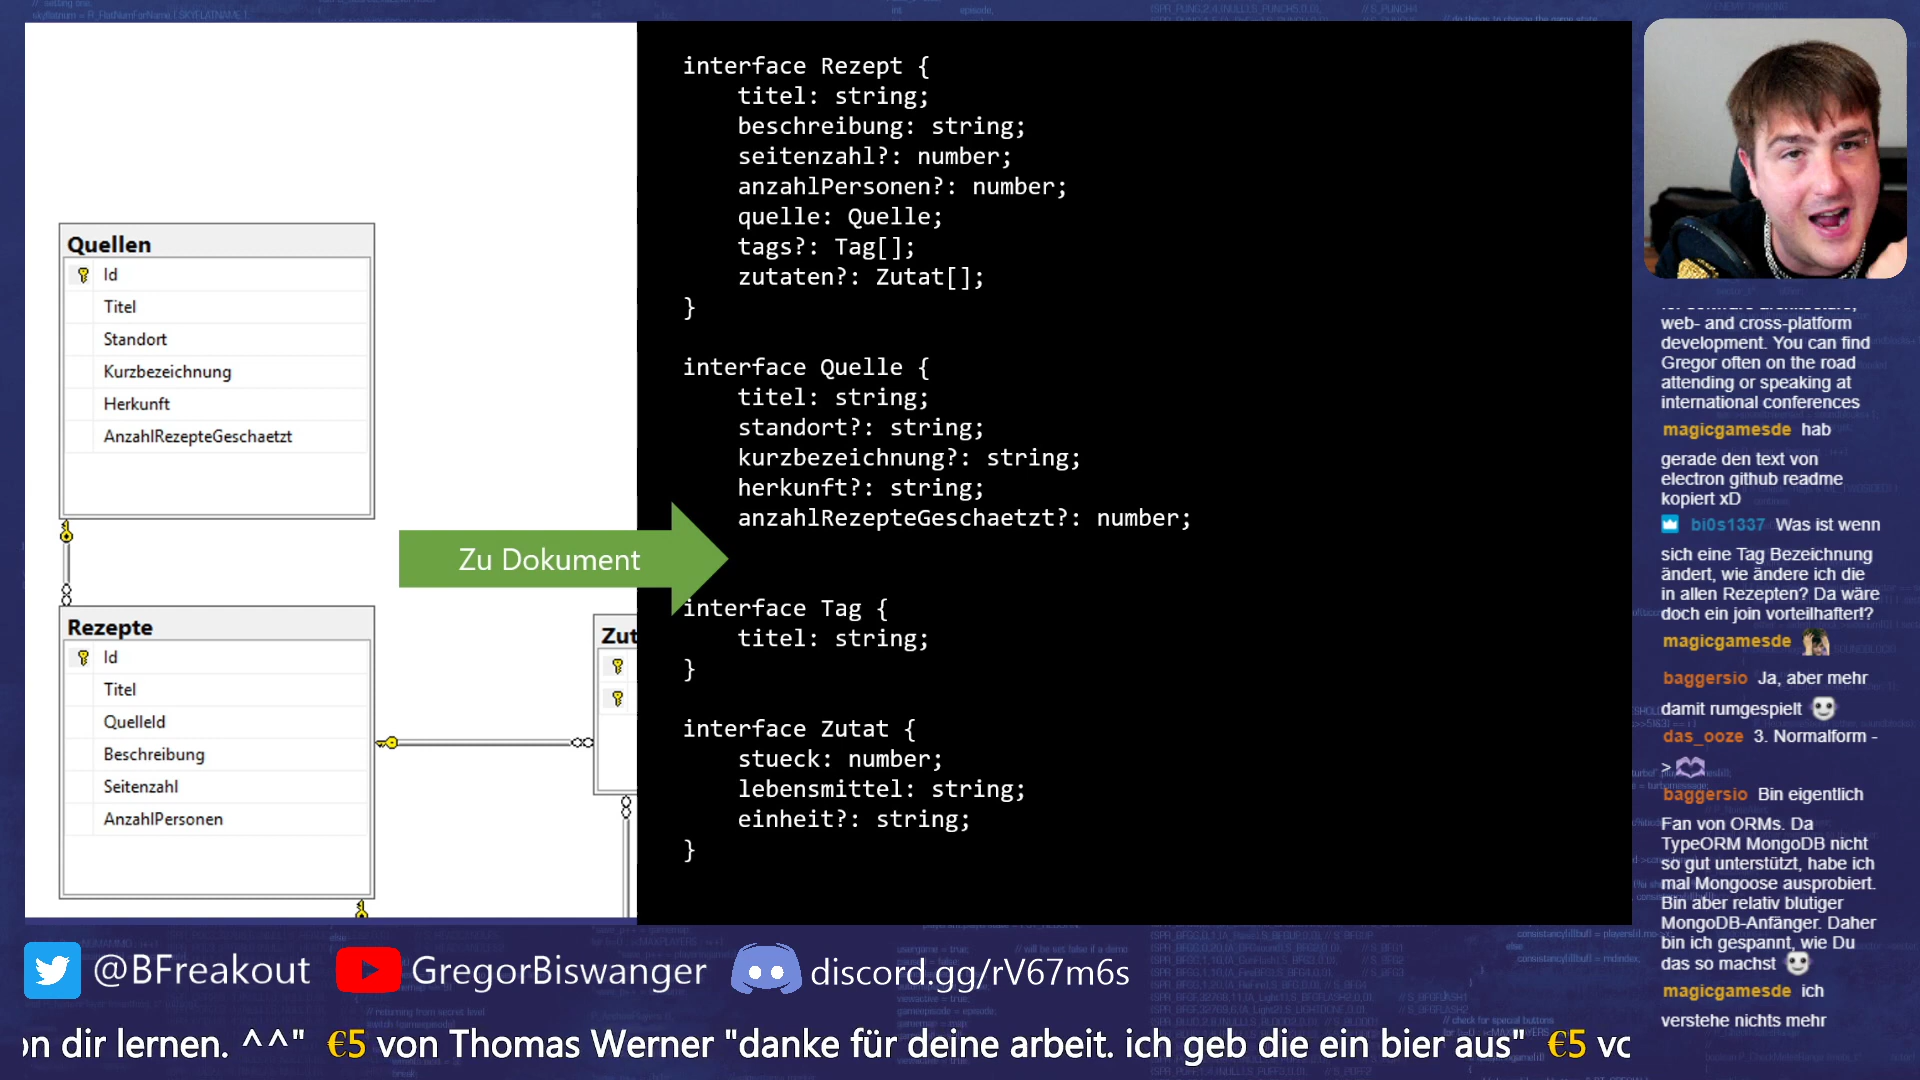 Quellen
Id
Titel
Standort
Kurzbezeichnung
Herkunft
AnzahlRezepteGeschaetzt
Rezepte
Id
Titel
QuelleId
Beschreibung
Seitenzahl
AnzahlPersonen
Zut
Zu Dokument
interface Rezept {
titel: string;
beschreibung: string;
seitenzahl?: number;
anzahlPersonen?: number;
quelle: Quelle;
tags?: Tag[];
zutaten?: Zutat[];
}
interface Quelle {
titel: string;
standort?: string;
kurzbezeichnung?: string;
herkunft?: string;
anzahlRezepteGeschaetzt?: number;
interface Tag {
titel: string;
}
interface Zutat {
stueck: number;
lebensmittel: string;
einheit?: string;
}
web- and cross-platform
development. You can find
Gregor often on the road
attending or speaking at
international conferences
magicgamesde hab
gerade den text von
electron github readme
kopiert xD
bi0s1337 Was ist wenn
sich eine Tag Bezeichnung
ändert, wie ändere ich die
in allen Rezepten? Da wäre
doch ein join vorteilhafter!?
magicgamesde
baggersio Ja, aber mehr
damit rumgespielt
das_ooze 3. Normalform -
>
baggersio Bin eigentlich
Fan von ORMs. Da
TypeORM MongoDB nicht
so gut unterstützt, habe ich
mal Mongoose ausprobiert.
Bin aber relativ blutiger
MongoDB-Anfänger. Daher
bin ich gespannt, wie Du
das so machst
magicgamesde ich
verstehe nichts mehr
@BFreakout
GregorBiswanger
discord.gg/rV67m6s
on dir lernen. ^^" €5 von Thomas Werner "danke für deine arbeit. ich geb die ein bier aus" €5 vo